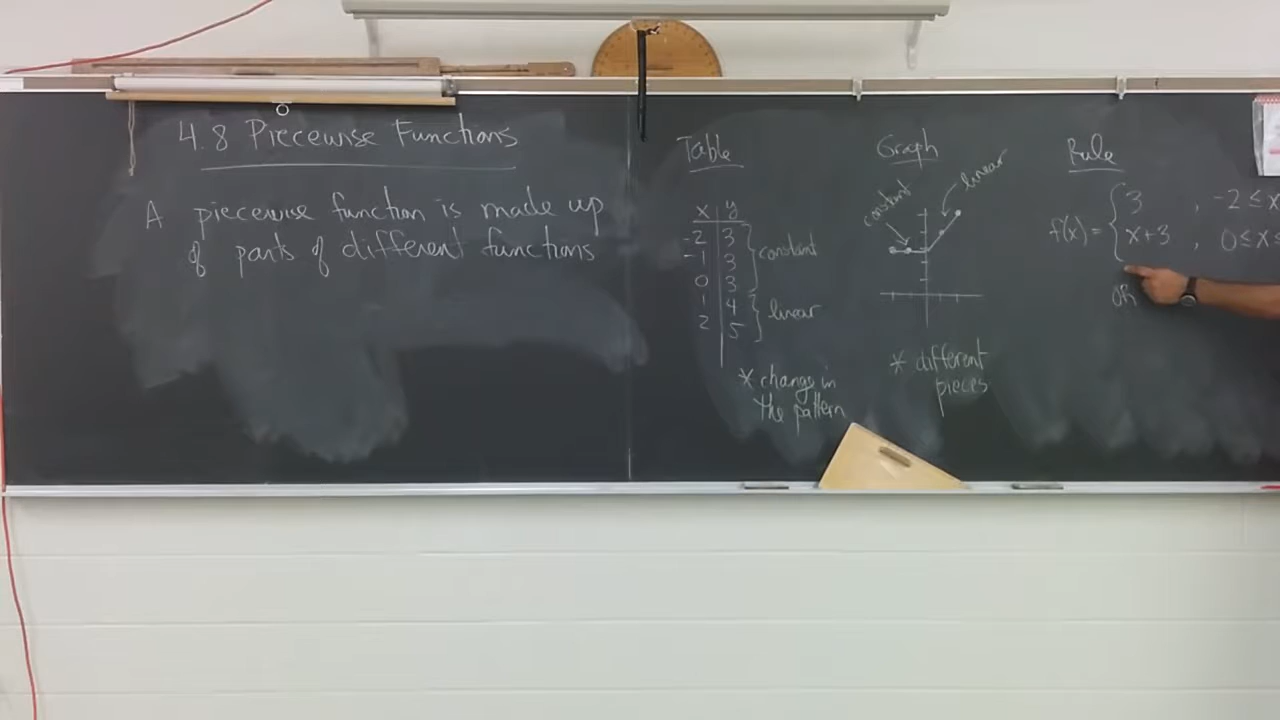 4.8 Piecewise Functions
A piecewise function is made up
of parts of different functions
Table
x y
-2 3
-1 3
0 3
1 4
2 5
constant
linear
* change in
the pattern
Graph
constant
linear
* different
pieces
Rule
f(x) = { 3 , -2 ≤ x
x+3 , 0 ≤ x ≤
OR